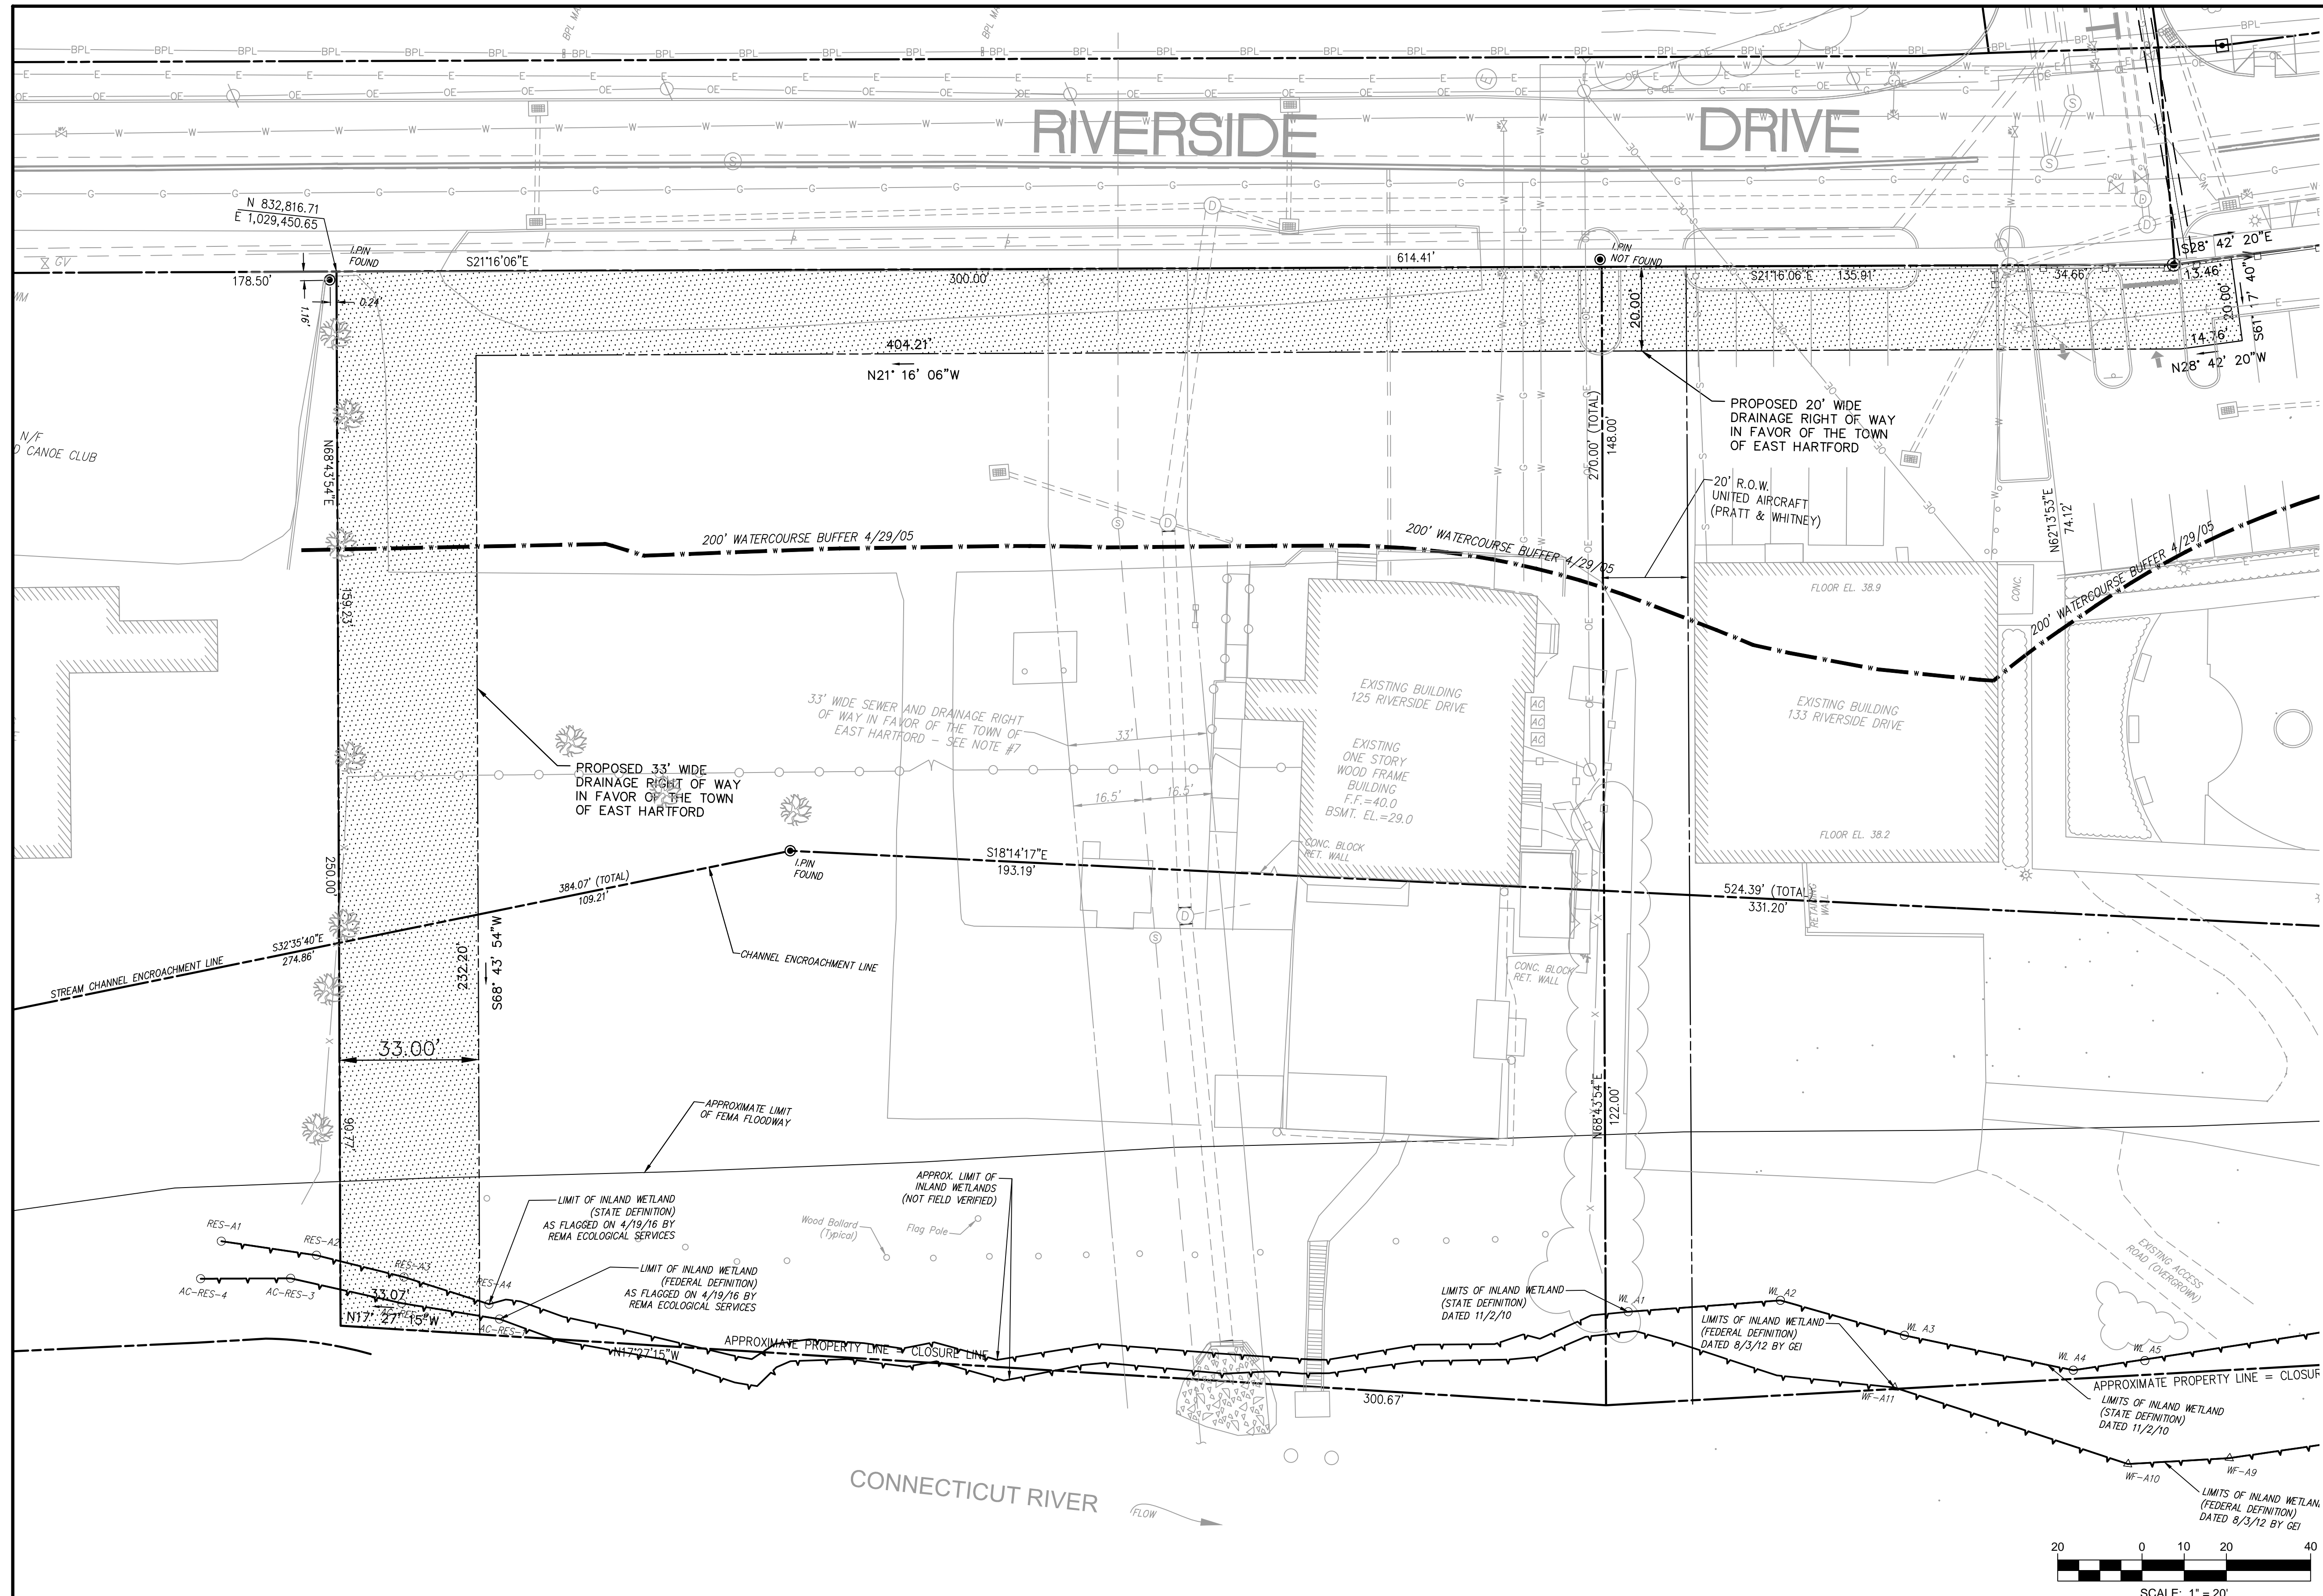 RIVERSIDE DRIVE
N 832,816.71
E 1,029,450.65
I.PIN
FOUND
GV
178.50'
S21°16'06"E
300.00'
614.41'
I.PIN
NOT FOUND
S21°16.06"E
135.91'
34.66'
S28° 42' 20"E
13.46'
20.00'
14.76'
N28° 42' 20"W
1.16'
0.24'
404.21'
N21° 16' 06"W
20.00'
PROPOSED 20' WIDE
DRAINAGE RIGHT OF WAY
IN FAVOR OF THE TOWN
OF EAST HARTFORD
N/F
CANOE CLUB
N68°43'54"E
270.00' (TOTAL)
148.00'
20' R.O.W.
UNITED AIRCRAFT
(PRATT & WHITNEY)
N62°13'53"E
74.12'
200' WATERCOURSE BUFFER 4/29/05
200' WATERCOURSE BUFFER 4/29/05
200' WATERCOURSE BUFFER 4/29/05
159.23'
FLOOR EL. 38.9
CONC.
33' WIDE SEWER AND DRAINAGE RIGHT
OF WAY IN FAVOR OF THE TOWN OF
EAST HARTFORD - SEE NOTE #7
33'
EXISTING BUILDING
125 RIVERSIDE DRIVE
AC
AC
AC
EXISTING BUILDING
133 RIVERSIDE DRIVE
EXISTING
ONE STORY
WOOD FRAME
BUILDING
F.F.=40.0
BSMT. EL.=29.0
PROPOSED 33' WIDE
DRAINAGE RIGHT OF WAY
IN FAVOR OF THE TOWN
OF EAST HARTFORD
16.5'
16.5'
FLOOR EL. 38.2
CONC. BLOCK
RET. WALL
I.PIN
FOUND
S18°14'17"E
193.19'
250.00'
384.07' (TOTAL)
109.21'
524.39' (TOTAL)
331.20'
RETAINING
WALL
S32°35'40"E
274.86'
STREAM CHANNEL ENCROACHMENT LINE
CHANNEL ENCROACHMENT LINE
232.20'
S68° 43' 54"W
CONC. BLOCK
RET. WALL
33.00'
APPROXIMATE LIMIT
OF FEMA FLOODWAY
N68°43'54"E
122.00'
90.77'
APPROX. LIMIT OF
INLAND WETLANDS
(NOT FIELD VERIFIED)
LIMIT OF INLAND WETLAND
(STATE DEFINITION)
AS FLAGGED ON 4/19/16 BY
REMA ECOLOGICAL SERVICES
Wood Bollard
(Typical)
Flag Pole
RES-A1
RES-A2
RES-A3
RES-A4
LIMIT OF INLAND WETLAND
(FEDERAL DEFINITION)
AS FLAGGED ON 4/19/16 BY
REMA ECOLOGICAL SERVICES
AC-RES-4
AC-RES-3
33.07'
N17° 27' 15"W
EXISTING ACCESS
ROAD (OVERGROWN)
LIMITS OF INLAND WETLAND
(STATE DEFINITION)
DATED 11/2/10
WL A1
WL A2
LIMITS OF INLAND WETLAND
(FEDERAL DEFINITION)
DATED 8/3/12 BY GEI
WL A3
WL A4
WL A5
APPROXIMATE PROPERTY LINE = CLOSURE LINE
N17°27'15"W
300.67'
WF-A11
APPROXIMATE PROPERTY LINE = CLOSUR
LIMITS OF INLAND WETLAND
(STATE DEFINITION)
DATED 11/2/10
WF-A10
WF-A9
LIMITS OF INLAND WETLAN
(FEDERAL DEFINITION)
DATED 8/3/12 BY GEI
CONNECTICUT RIVER
FLOW
20 0 10 20 40
SCALE: 1" = 20'